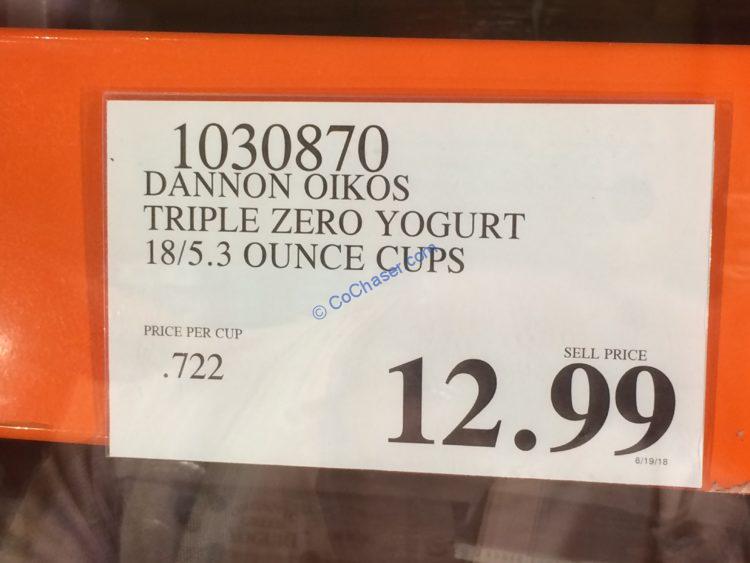 1030870
DANNON OIKOS
TRIPLE ZERO YOGURT
18/5.3 OUNCE CUPS
© CoChaser.com
PRICE PER CUP
.722
SELL PRICE
12.99
6/19/18